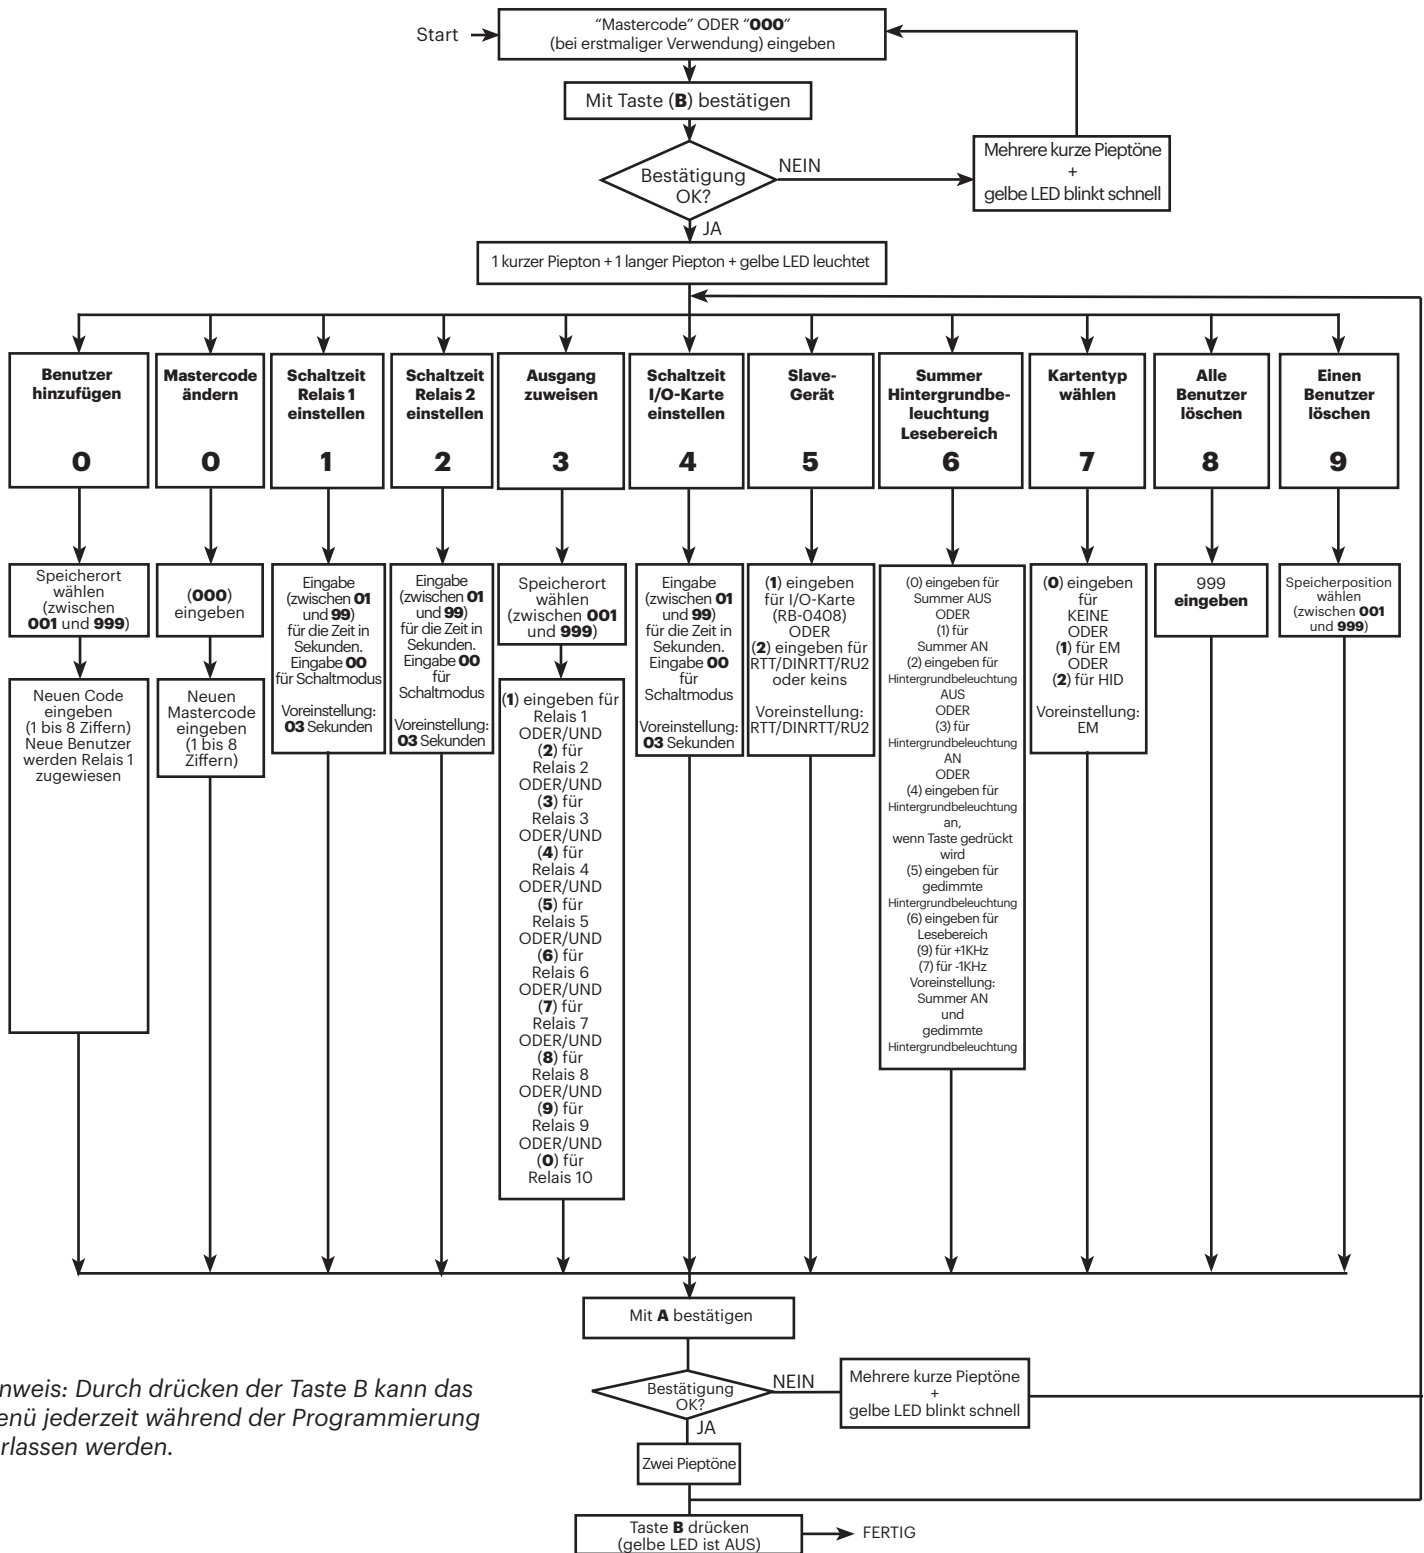 Start
“Mastercode” ODER “000”
(bei erstmaliger Verwendung) eingeben
Mit Taste (B) bestätigen
Bestätigung
OK?
NEIN
Mehrere kurze Pieptöne
+
gelbe LED blinkt schnell
JA
1 kurzer Piepton + 1 langer Piepton + gelbe LED leuchtet
Benutzer
hinzufügen
0
Mastercode
ändern
0
Schaltzeit
Relais 1
einstellen
1
Schaltzeit
Relais 2
einstellen
2
Ausgang
zuweisen
3
Schaltzeit
I/O-Karte
einstellen
4
Slave-
Gerät
5
Summer
Hintergrundbe-
leuchtung
Lesebereich
6
Kartentyp
wählen
7
Alle
Benutzer
löschen
8
Einen
Benutzer
löschen
9
Speicherort
wählen
(zwischen
001 und 999)
Neuen Code
eingeben
(1 bis 8 Ziffern)
Neue Benutzer
werden Relais 1
zugewiesen
(000)
eingeben
Neuen
Mastercode
eingeben
(1 bis 8
Ziffern)
Eingabe
(zwischen 01
und 99)
für die Zeit in
Sekunden.
Eingabe 00
für Schaltmodus
Voreinstellung:
03 Sekunden
Eingabe
(zwischen 01
und 99)
für die Zeit in
Sekunden.
Eingabe 00
für
Schaltmodus
Voreinstellung:
03 Sekunden
Speicherort
wählen
(zwischen 001
und 999)
(1) eingeben für
Relais 1
ODER/UND
(2) für
Relais 2
ODER/UND
(3) für
Relais 3
ODER/UND
(4) für
Relais 4
ODER/UND
(5) für
Relais 5
ODER/UND
(6) für
Relais 6
ODER/UND
(7) für
Relais 7
ODER/UND
(8) für
Relais 8
ODER/UND
(9) für
Relais 9
ODER/UND
(0) für
Relais 10
Eingabe
(zwischen 01
und 99)
für die Zeit in
Sekunden.
Eingabe 00
für
Schaltmodus
Voreinstellung:
03 Sekunden
(1) eingeben
für I/O-Karte
(RB-0408)
ODER
(2) eingeben für
RTT/DINRTT/RU2
oder keins
Voreinstellung:
RTT/DINRTT/RU2
(0) eingeben für
Summer AUS
ODER
(1) für
Summer AN
(2) eingeben für
Hintergrundbeleuchtung
AUS
ODER
(3) für
Hintergrundbeleuchtung
AN
ODER
(4) eingeben für
Hintergrundbeleuchtung
an,
wenn Taste gedrückt
wird
(5) eingeben für
gedimmte
Hintergrundbeleuchtung
(6) eingeben für
Lesebereich
(9) für +1KHz
(7) für -1KHz
Voreinstellung:
Summer AN
und
gedimmte
Hintergrundbeleuchtung
(0) eingeben
für
KEINE
ODER
(1) für EM
ODER
(2) für HID
Voreinstellung:
EM
999
eingeben
Speicherposition
wählen
(zwischen 001
und 999)
Mit A bestätigen
Bestätigung
OK?
NEIN
Mehrere kurze Pieptöne
+
gelbe LED blinkt schnell
JA
Zwei Pieptöne
Taste B drücken
(gelbe LED ist AUS)
FERTIG
nweis: Durch drücken der Taste B kann das
enü jederzeit während der Programmierung
rlassen werden.